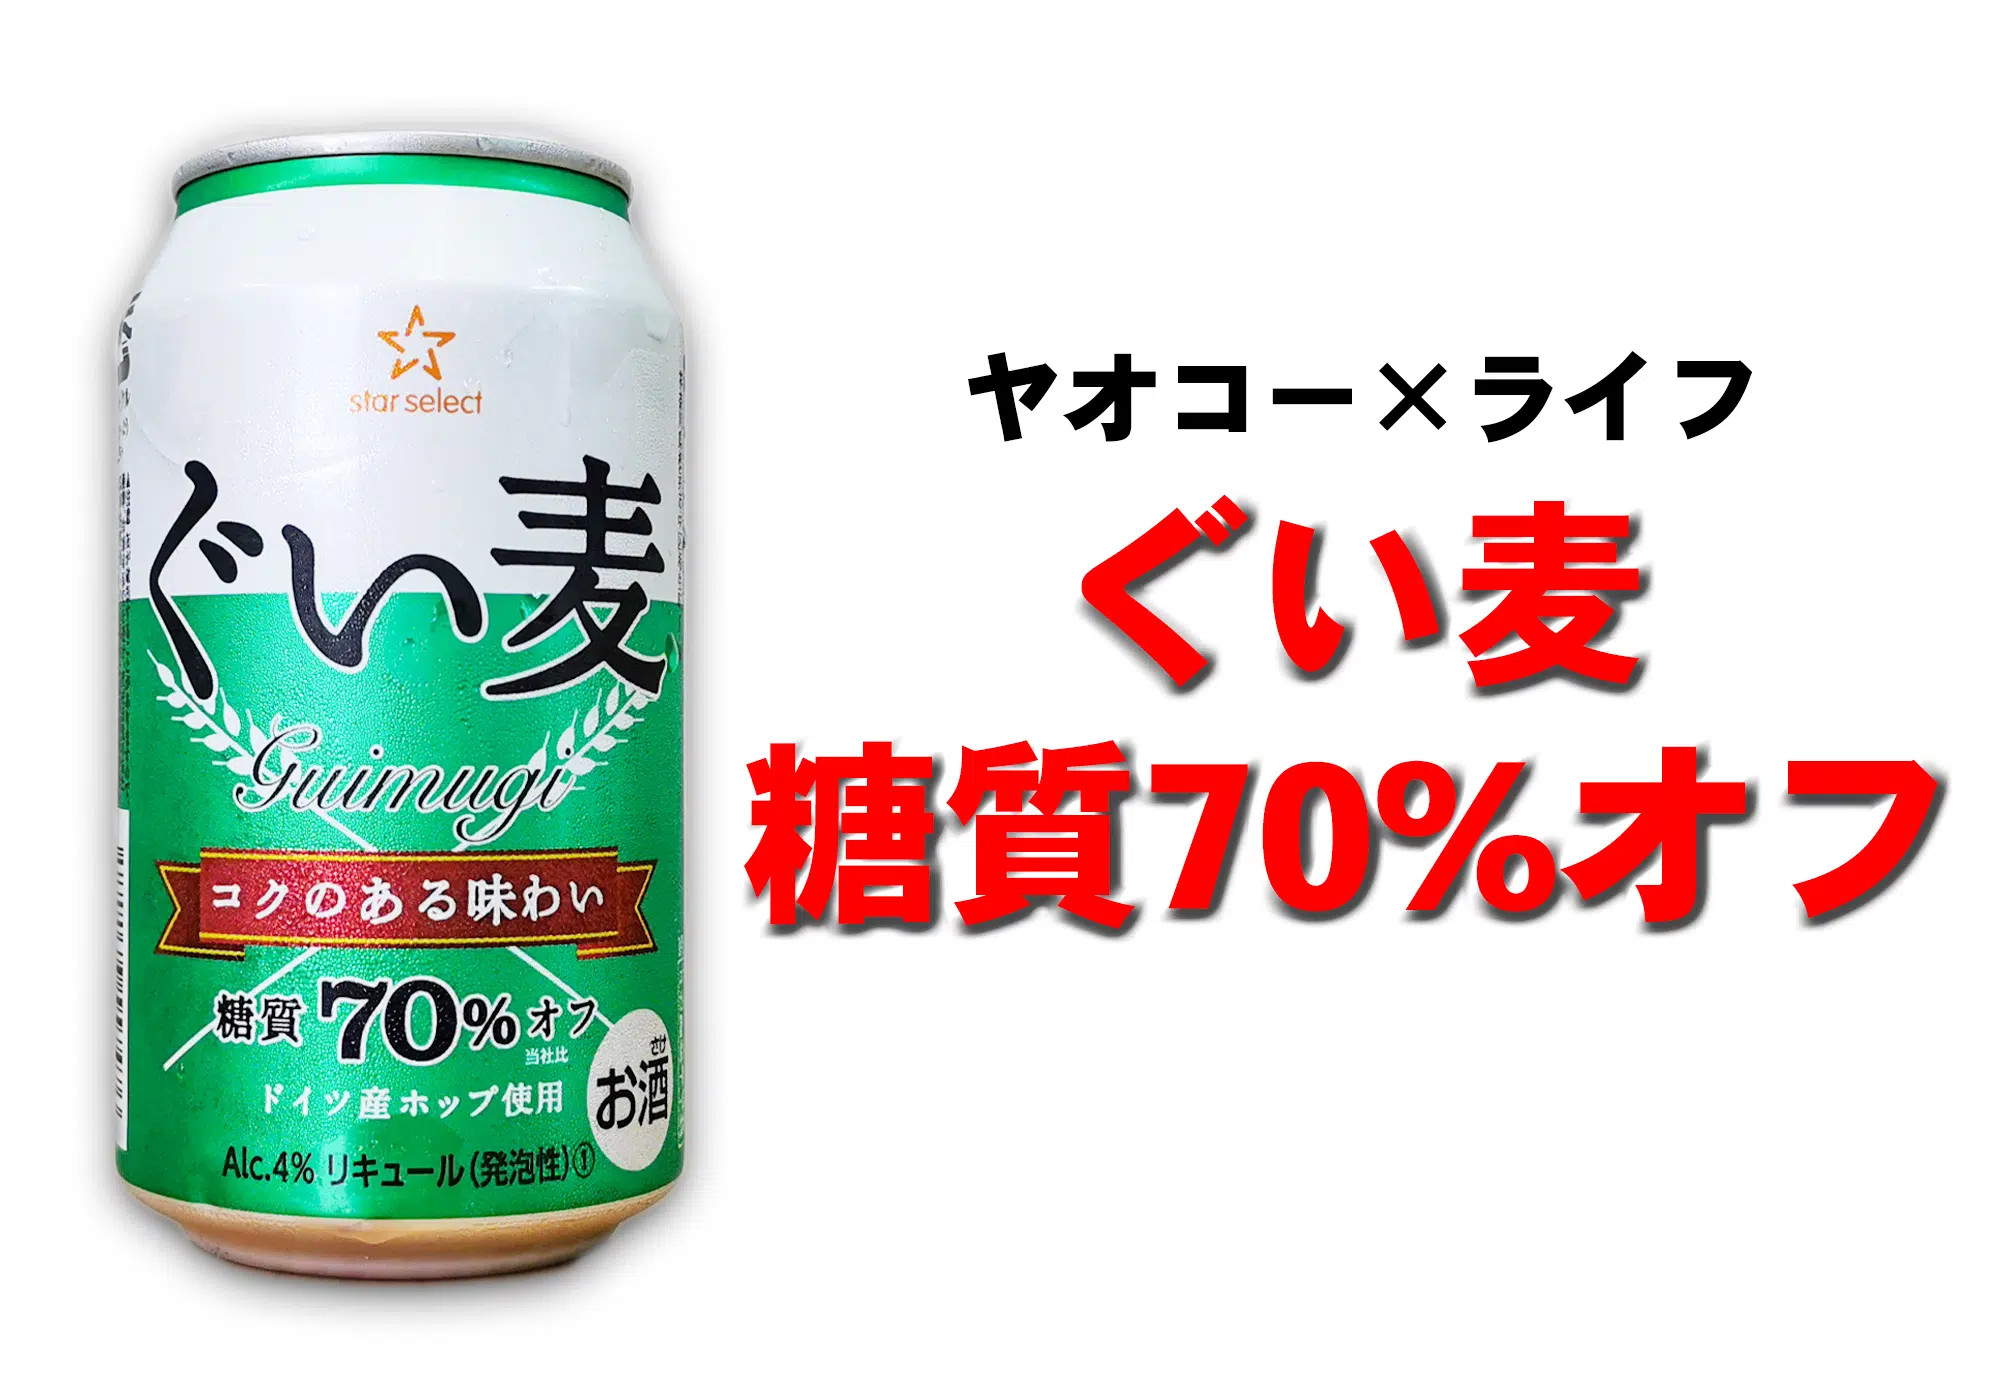 star select
ぐい麦
Guimugi
コクのある味わい
糖質70%オフ
当社比
ドイツ産ホップ使用
さけ
お酒
Alc.4% リキュール(発泡性)①
ヤオコー×ライフ
ぐい麦
糖質70%オフ